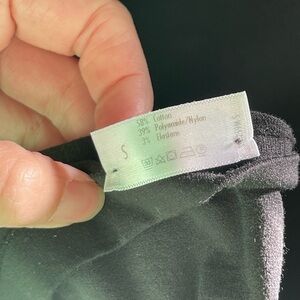 58% Cotton
39% Polyamide/Nylon
3% Elastane
S